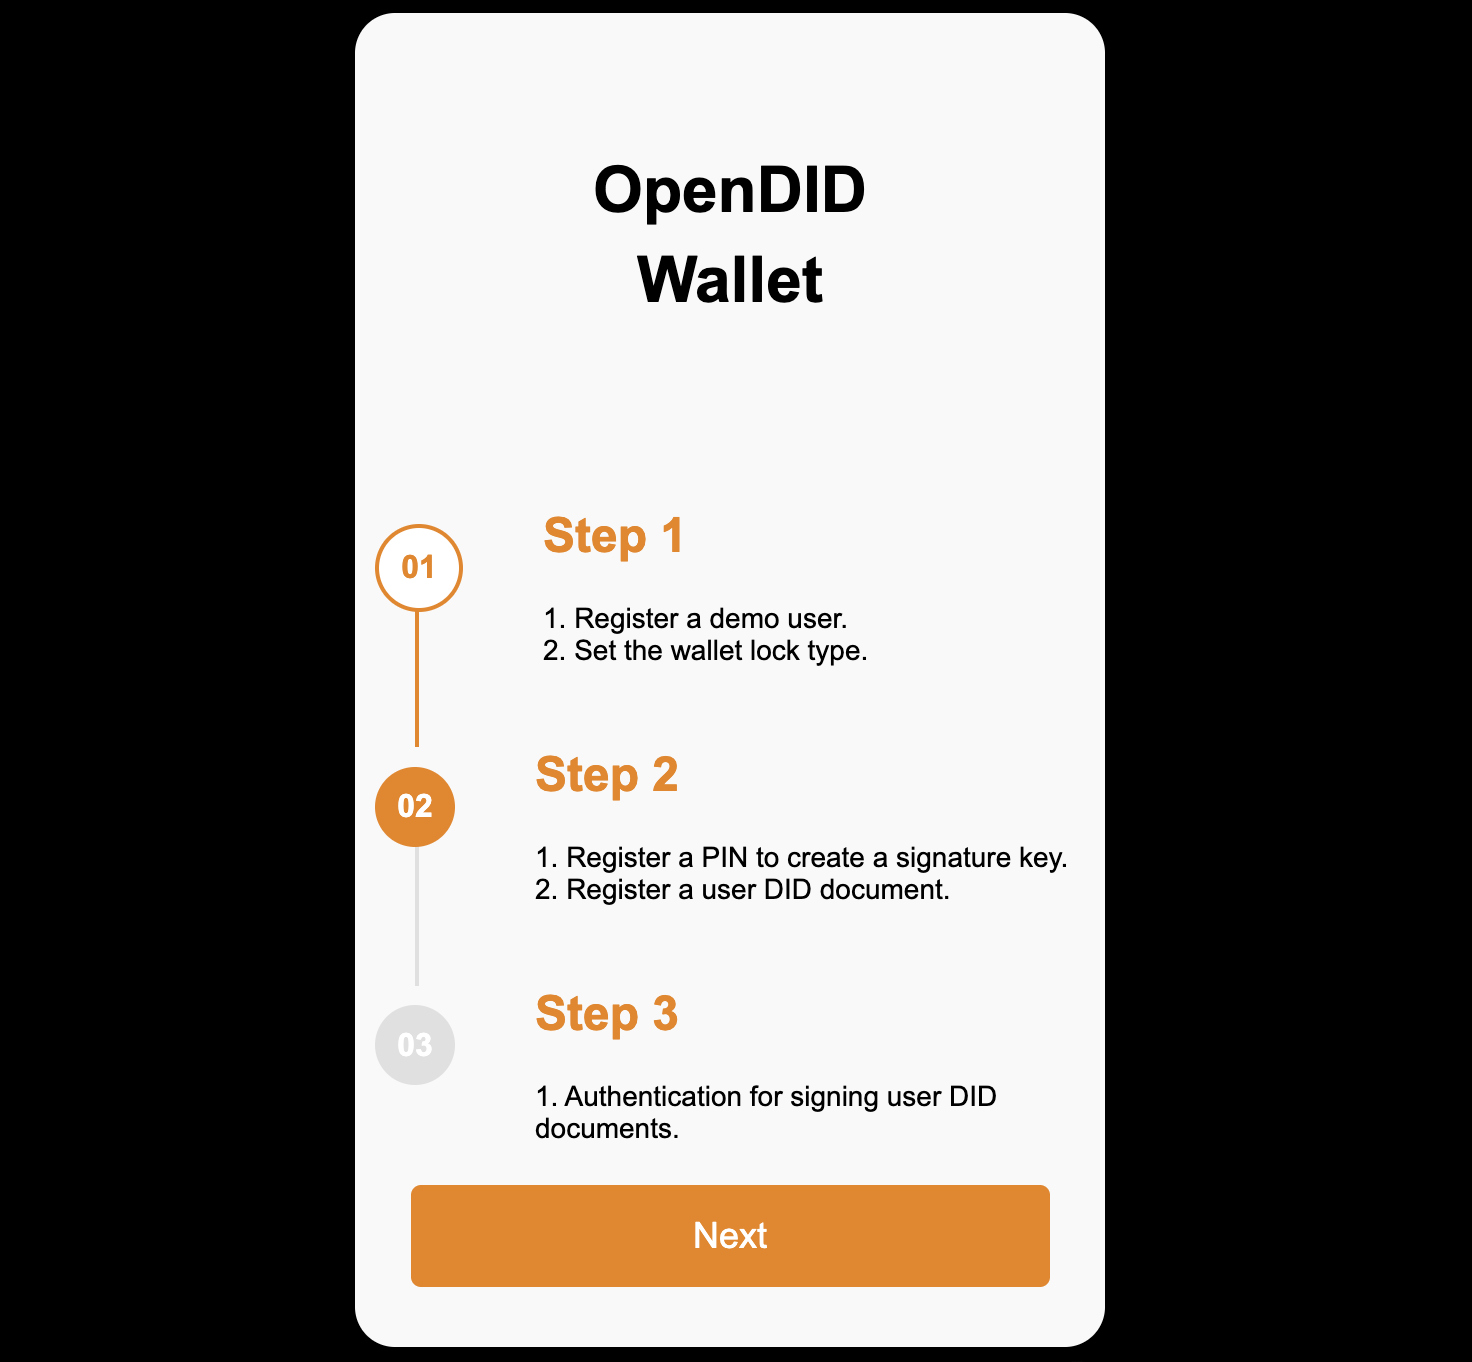 OpenDID
Wallet
01
Step 1
1. Register a demo user.
2. Set the wallet lock type.
02
Step 2
1. Register a PIN to create a signature key.
2. Register a user DID document.
03
Step 3
1. Authentication for signing user DID
documents.
Next